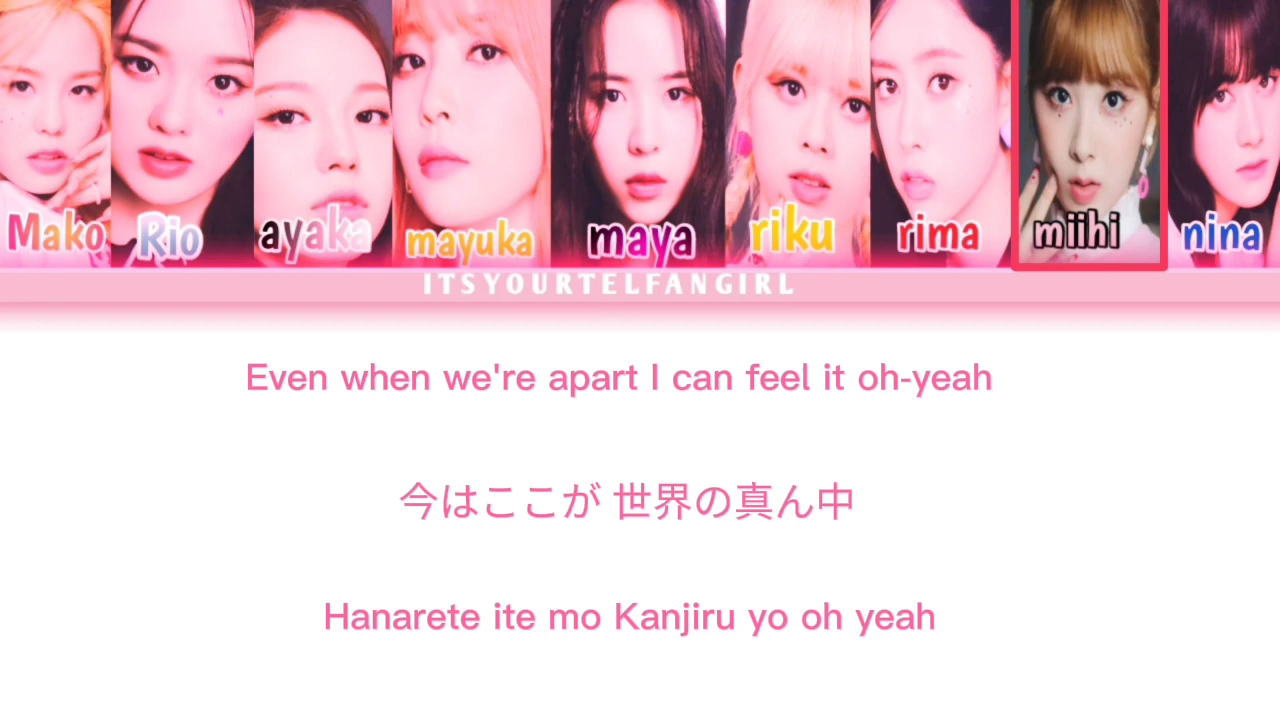 Mako Rio ayaka mayuka maya riku rima miihi nina
ITSYOURTELFANGIRL
Even when we're apart I can feel it oh-yeah
今はここが 世界の真ん中
Hanarete ite mo Kanjiru yo oh yeah